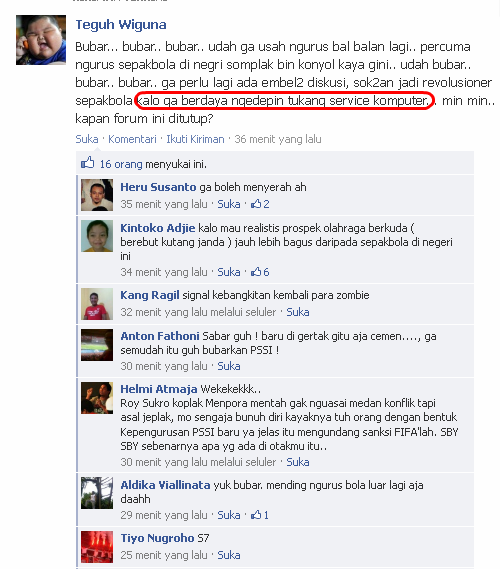 Teguh Wiguna
Bubar... bubar.. bubar.. udah ga usah ngurus bal balan lagi.. percuma
ngurus sepakbola di negri somplak bin konyol kaya gini.. udah bubar..
bubar.. bubar.. ga perlu lagi ada embel2 diskusi, sok2an jadi revolusioner
sepakbola kalo ga berdaya ngedepin tukang service komputer.. min min..
kapan forum ini ditutup?
Suka · Komentari · Ikuti Kiriman · 36 menit yang lalu
16 orang menyukai ini.
Heru Susanto ga boleh menyerah ah
35 menit yang lalu · Suka · 2
Kintoko Adjie kalo mau realistis prospek olahraga berkuda (
berebut kutang janda ) jauh lebih bagus daripada sepakbola di negeri
ini
34 menit yang lalu · Suka · 6
Kang Ragil signal kebangkitan kembali para zombie
32 menit yang lalu melalui seluler · Suka
Anton Fathoni Sabar guh ! baru di gertak gitu aja cemen...., ga
semudah itu guh bubarkan PSSI !
30 menit yang lalu · Suka
Helmi Atmaja Wekekekkk..
Roy Sukro koplak Menpora mentah gak nguasai medan konflik tapi
asal jeplak, mo sengaja bunuh diri kayaknya tuh orang dengan bentuk
Kepengurusan PSSI baru ya jelas itu mengundang sanksi FIFA'lah. SBY
SBY sebenarnya apa yg ada di otakmu itu..
30 menit yang lalu melalui seluler · Suka
Aldika Viallinata yuk bubar. mending ngurus bola luar lagi aja
daahh
29 menit yang lalu · Suka · 1
Tiyo Nugroho S7
25 menit yang lalu · Suka